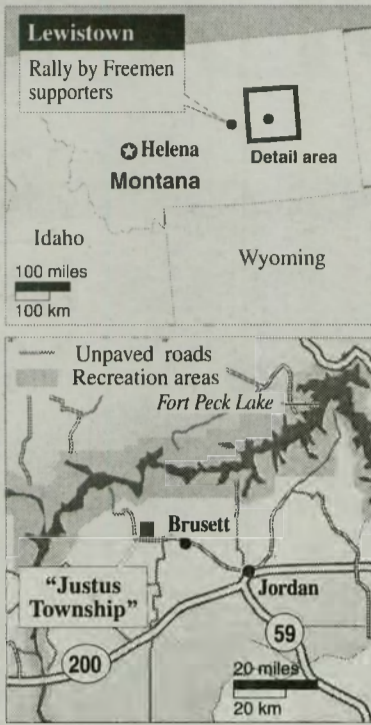 Lewistown
Rally by Freemen
supporters
Helena
Detail area
Montana
Idaho
Wyoming
100 miles
100 km
Unpaved roads
Recreation areas
Fort Peck Lake
Brusett
"Justus
Township"
Jordan
59
200
20 miles
20 km